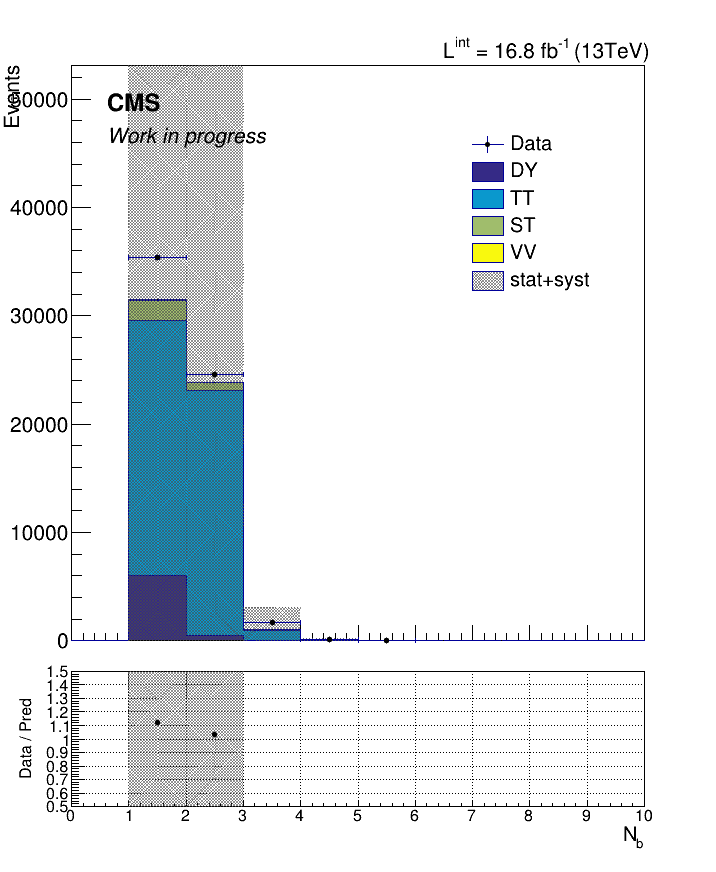 L^int = 16.8 fb^-1 (13TeV)
Events
50000
40000
30000
20000
10000
0
CMS
Work in progress
Data
DY
TT
ST
VV
stat+syst
Data / Pred
1.5
1.4
1.3
1.2
1.1
1
0.9
0.8
0.7
0.6
0.5
0 1 2 3 4 5 6 7 8 9 10
N_b